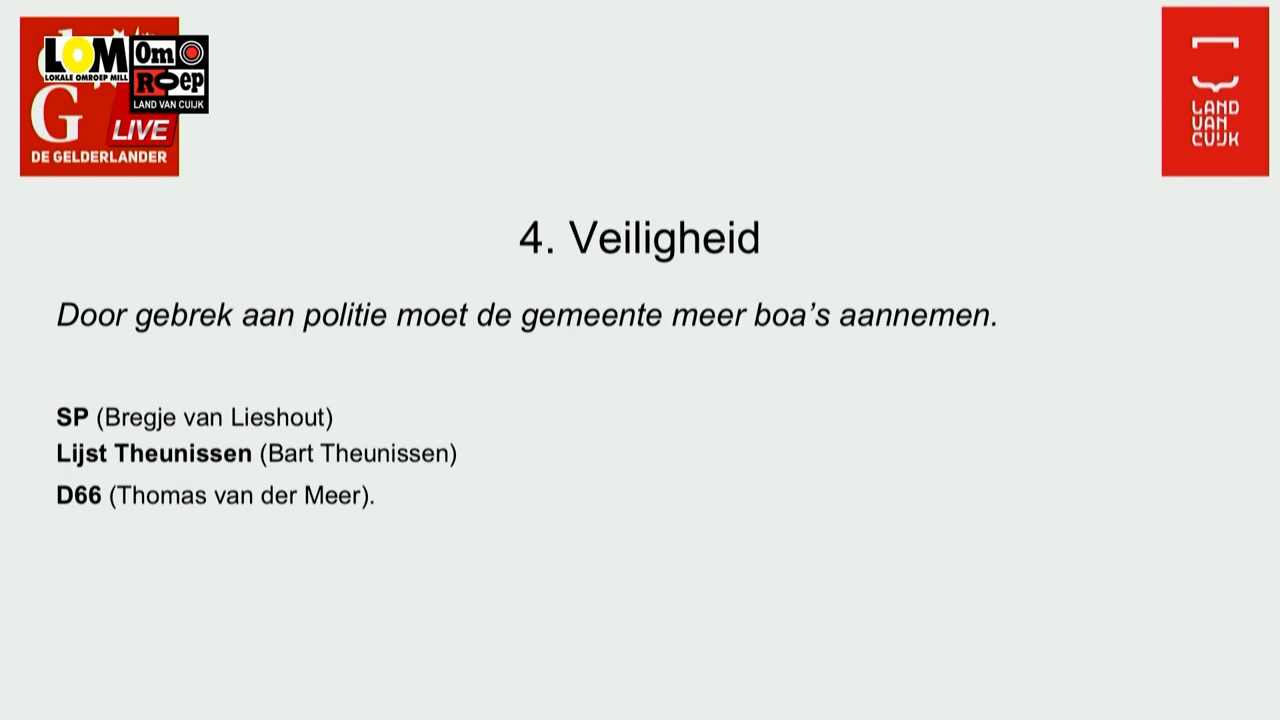 LOM
LOKALE OMROEP MILL
Om
ROep
LAND VAN CUIJK
G
LIVE
DE GELDERLANDER
LAND
VAN
CUIJK
4. Veiligheid
Door gebrek aan politie moet de gemeente meer boa’s aannemen.
SP (Bregje van Lieshout)
Lijst Theunissen (Bart Theunissen)
D66 (Thomas van der Meer).